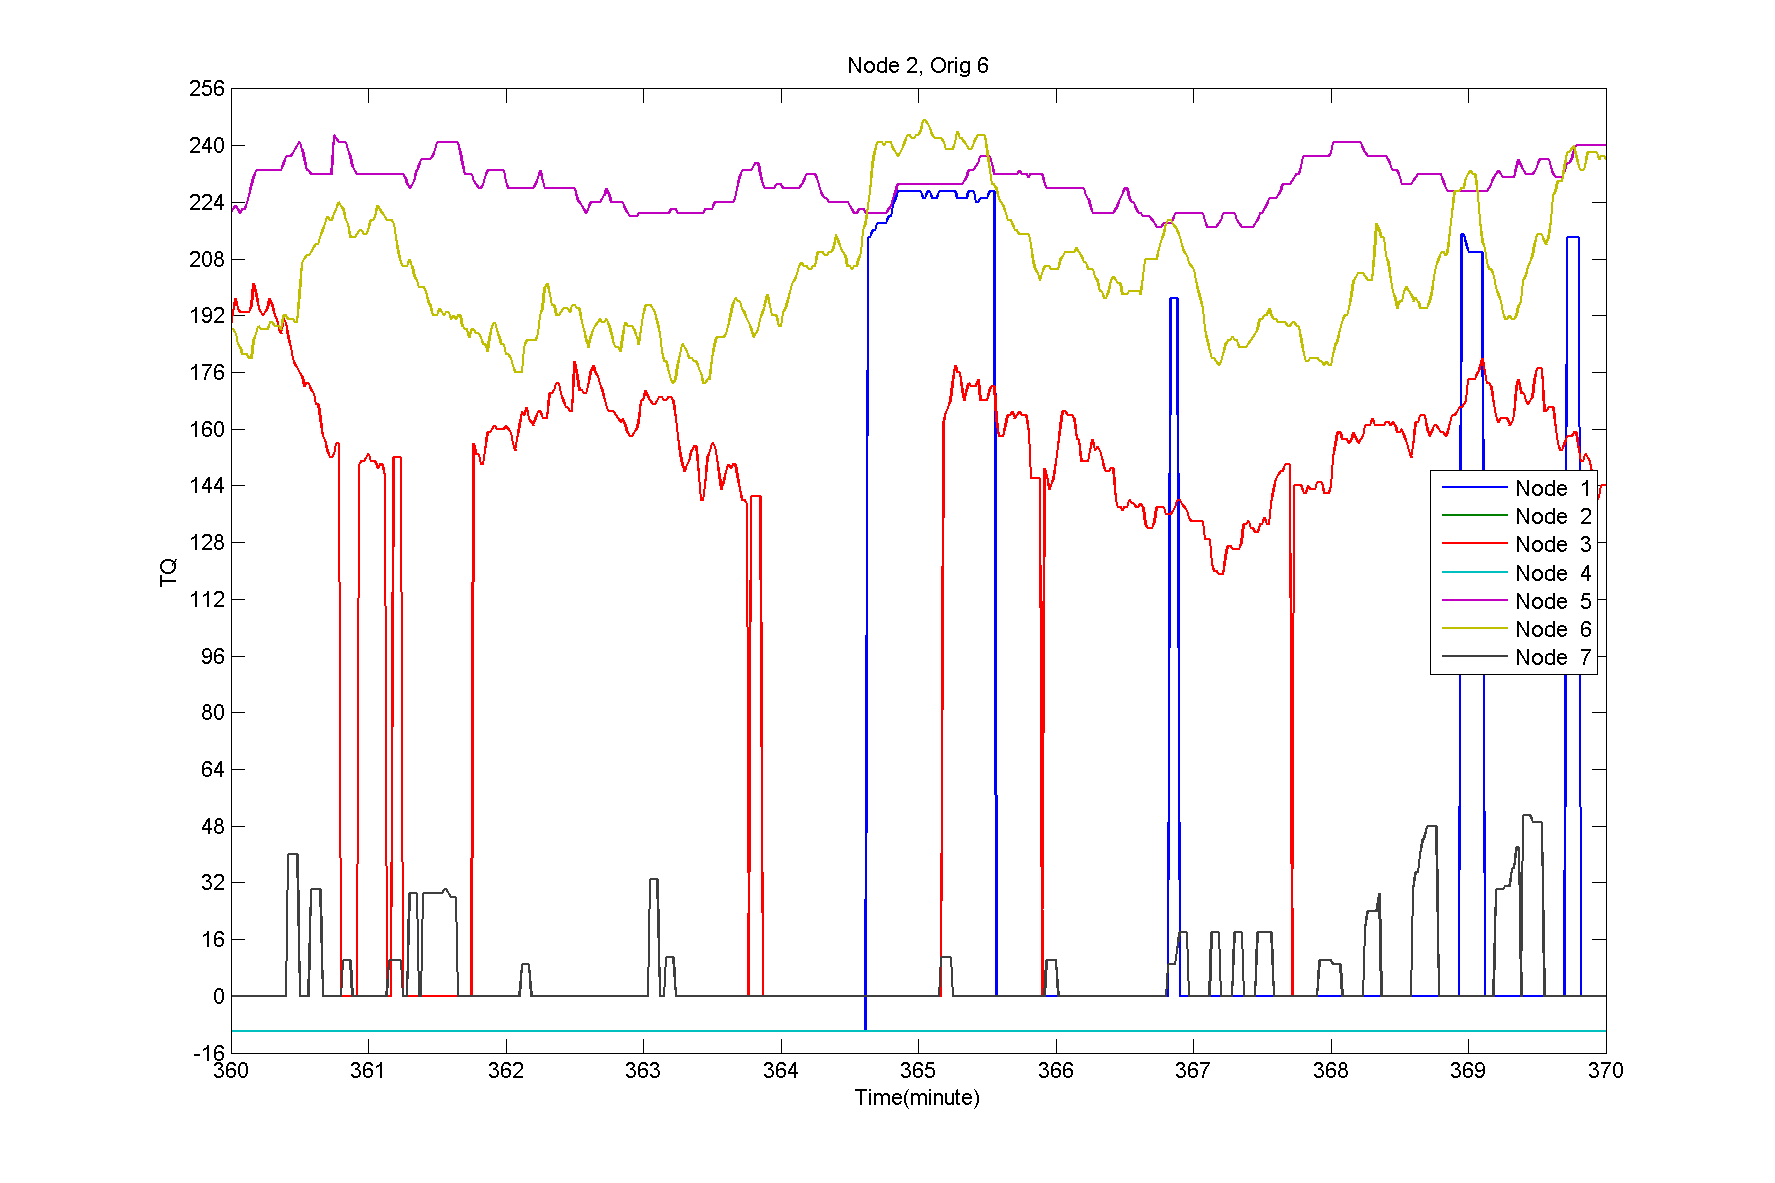 Node 2, Orig 6
256
240
224
208
192
176
160
144
128
112
96
80
64
48
32
16
0
-16
TQ
Node 1
Node 2
Node 3
Node 4
Node 5
Node 6
Node 7
360 361 362 363 364 365 366 367 368 369 370
Time(minute)